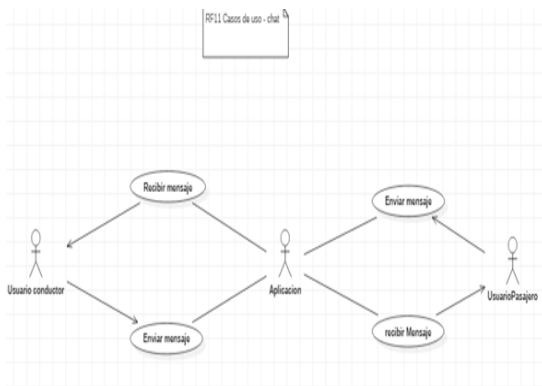 RF11 Casos de uso - chat
Recibir mensaje
Enviar mensaje
Usuario conductor
Aplicacion
UsuarioPasajero
Enviar mensaje
recibir Mensaje